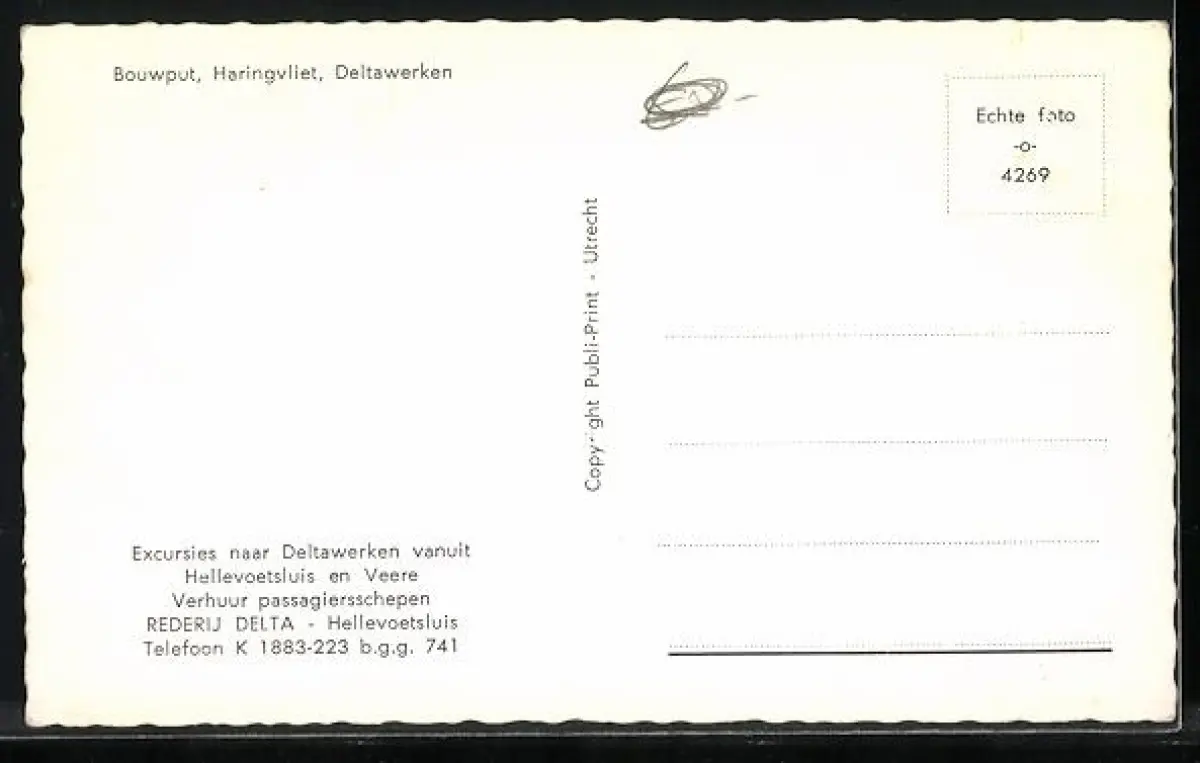 Bouwput, Haringvliet, Deltawerken
Echte foto
-o-
4269
Copyright Publi-Print - Utrecht
Excursies naar Deltawerken vanuit
Hellevoetsluis en Veere
Verhuur passagiersschepen
REDERIJ DELTA - Hellevoetsluis
Telefoon K 1883-223 b.g.g. 741